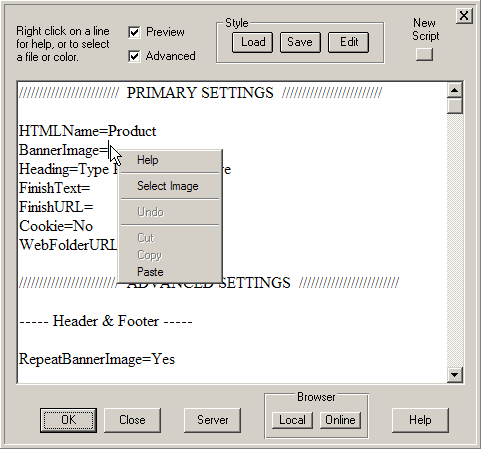 Right click on a line
for help, or to select
a file or color.
Preview
Advanced
Style
Load Save Edit
New
Script
///////////////////////// PRIMARY SETTINGS /////////////////////////
HTMLName=Product
BannerImage=
Heading=Type
FinishText=
FinishURL=
Cookie=No
WebFolderURL
Help
Select Image
Undo
Cut
Copy
Paste
///////////////////////// ADVANCED SETTINGS /////////////////////////
----- Header & Footer -----
RepeatBannerImage=Yes
OK Close Server
Browser
Local Online
Help